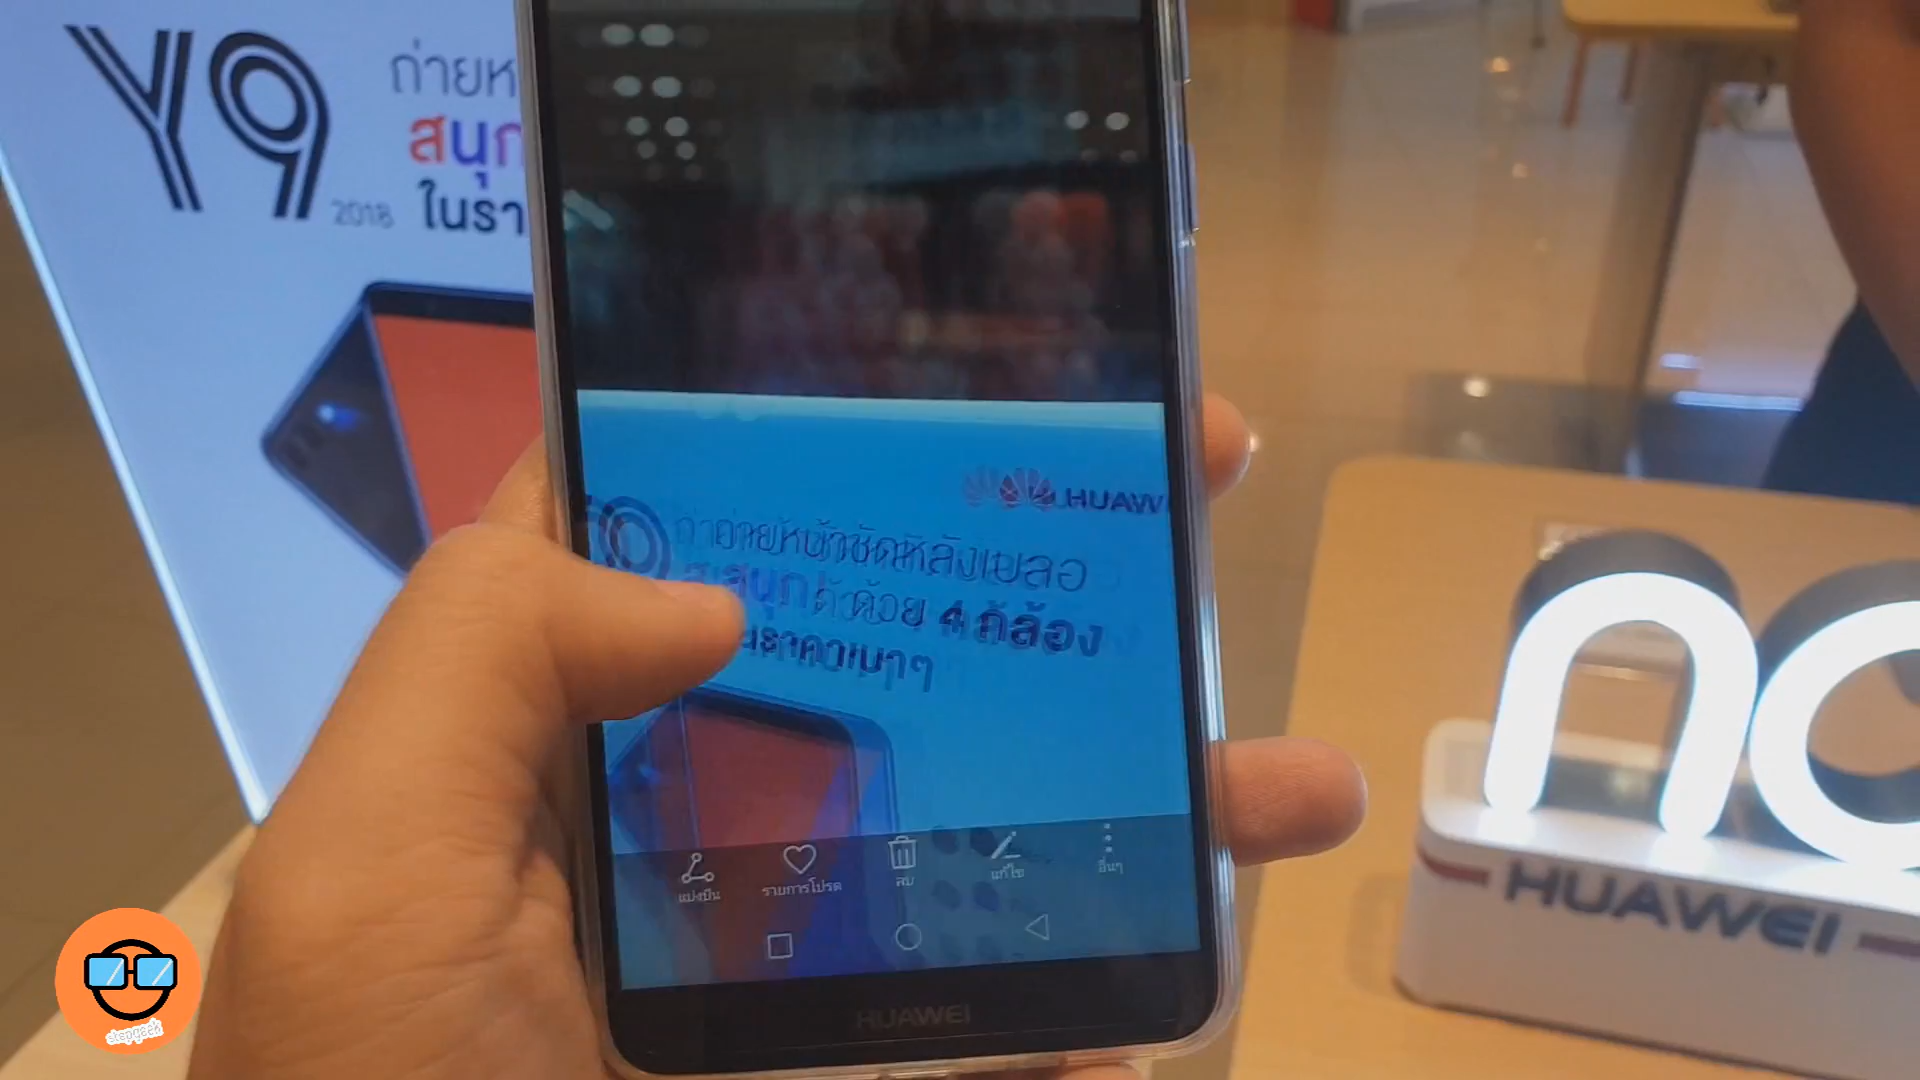 Y9
2018
ถ่ายห
สนุก
ในรา
HUAWE
ถ่ายหน้าชัดหลังเบลอ
สนุก! ด้วย 4 กล้อง
ในราคาเบาๆ
แบ่งปัน
รายการโปรด
ลบ
แก้ไข
อื่นๆ
HUAWEI
no
HUAWEI
stepgeek